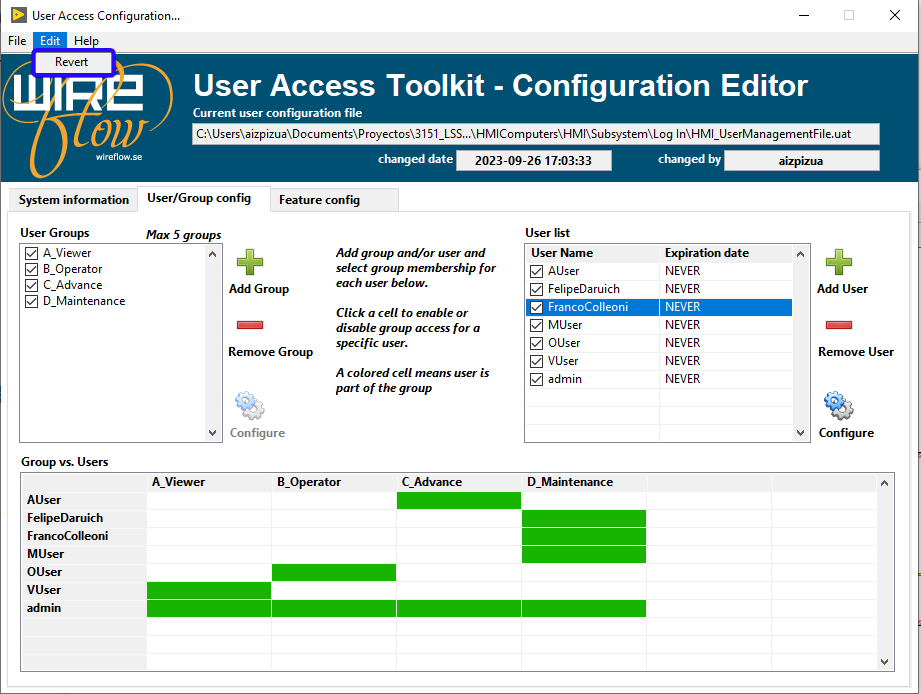 User Access Configuration...
File Edit Help
Revert
WIRE
flow
wireflow.se
User Access Toolkit - Configuration Editor
Current user configuration file
C:\Users\aizpizua\Documents\Proyectos\3151_LSS...\HMIComputers\HMI\Subsystem\Log In\HMI_UserManagementFile.uat
changed date 2023-09-26 17:03:33 changed by aizpizua
System information User/Group config Feature config
User Groups Max 5 groups
A_Viewer
B_Operator
C_Advance
D_Maintenance
Add Group
Remove Group
Configure
Add group and/or user and
select group membership for
each user below.
Click a cell to enable or
disable group access for a
specific user.
A colored cell means user is
part of the group
User list
User Name Expiration date
AUser NEVER
FelipeDaruich NEVER
FrancoColleoni NEVER
MUser NEVER
OUser NEVER
VUser NEVER
admin NEVER
Add User
Remove User
Configure
Group vs. Users
A_Viewer B_Operator C_Advance D_Maintenance
AUser
FelipeDaruich
FrancoColleoni
MUser
OUser
VUser
admin